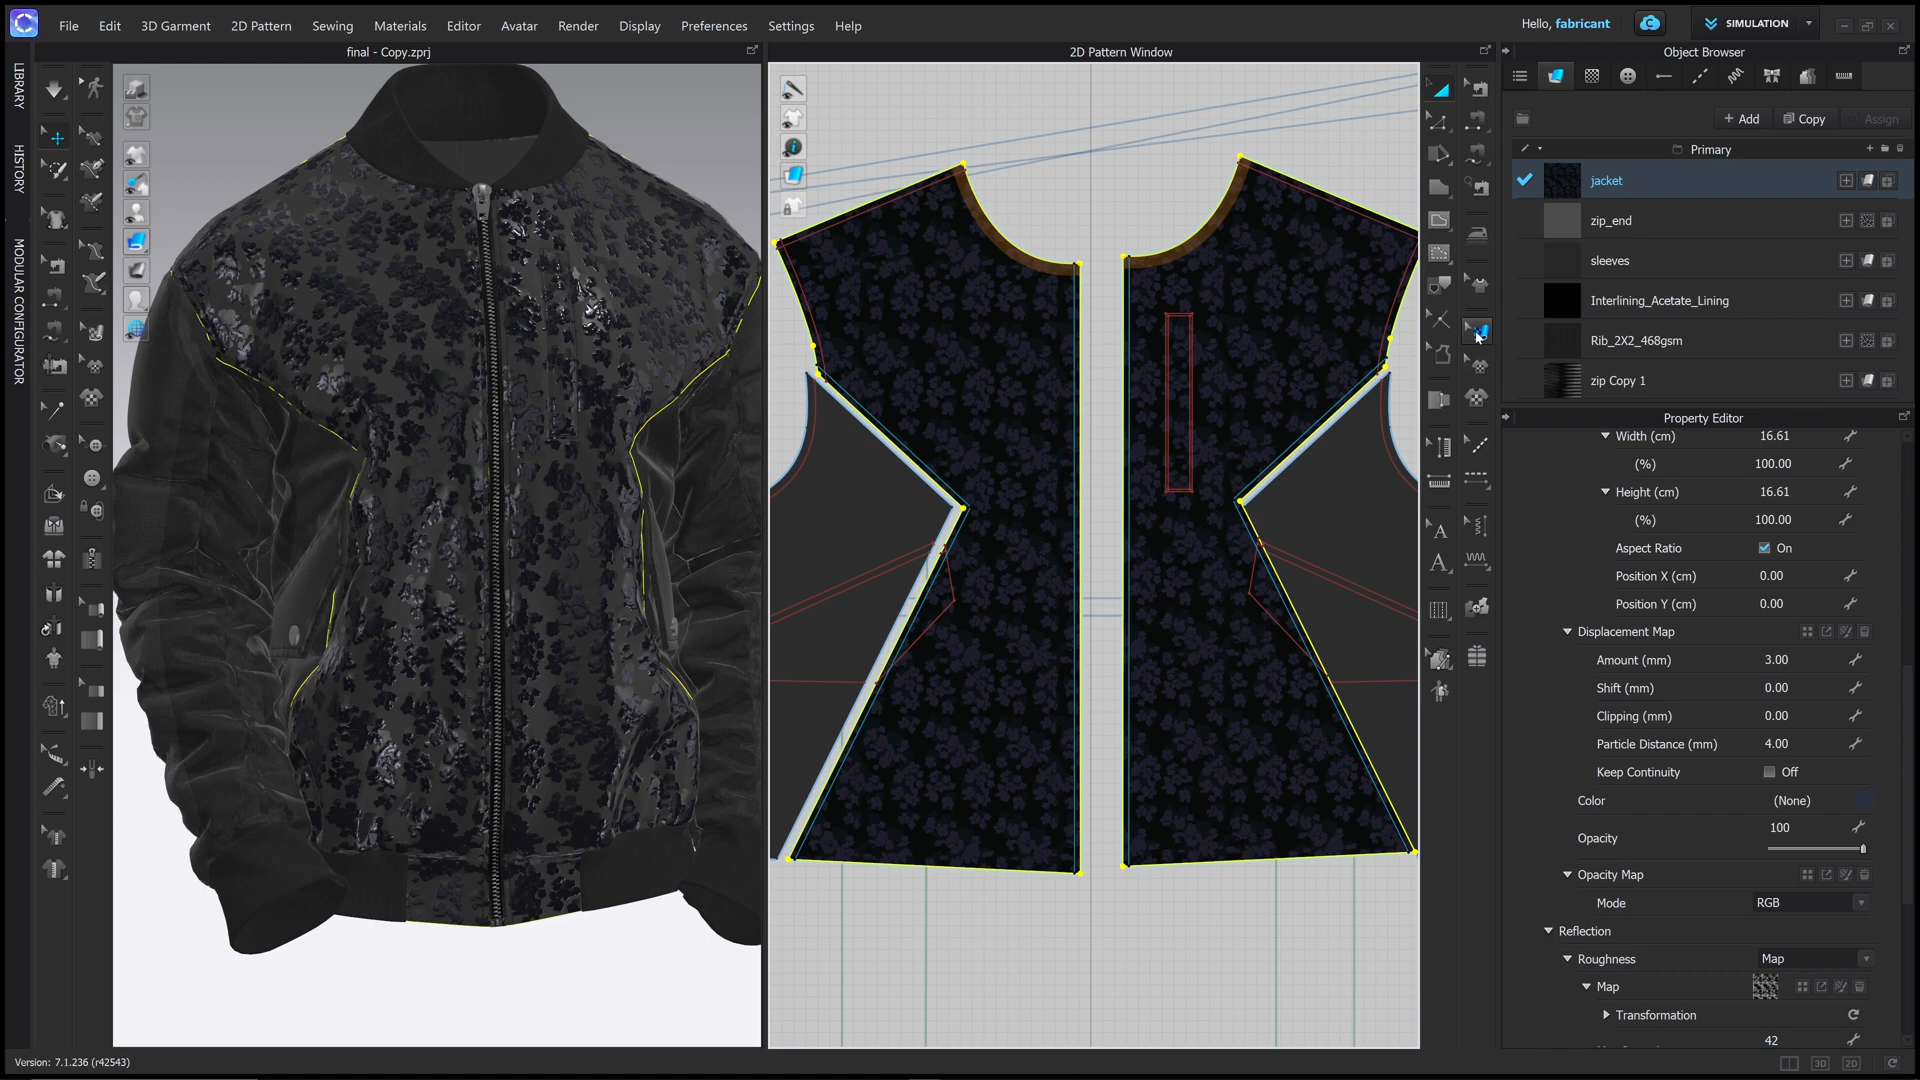 File Edit 3D Garment 2D Pattern Sewing Materials Editor Avatar Render Display Preferences Settings Help
Hello, fabricant
SIMULATION
final - Copy.zprj
2D Pattern Window
Object Browser
LIBRARY
HISTORY
MODULAR CONFIGURATOR
+ Add
Copy
Assign
Primary
jacket
zip_end
sleeves
Interlining_Acetate_Lining
Rib_2X2_468gsm
zip Copy 1
Property Editor
Width (cm) 16.61
(%) 100.00
Height (cm) 16.61
(%) 100.00
Aspect Ratio On
Position X (cm) 0.00
Position Y (cm) 0.00
Displacement Map
Amount (mm) 3.00
Shift (mm) 0.00
Clipping (mm) 0.00
Particle Distance (mm) 4.00
Keep Continuity Off
Color (None)
Opacity 100
Opacity Map
Mode RGB
Reflection
Roughness Map
Map
Transformation
42
Version: 7.1.236 (r42543)
3D
2D